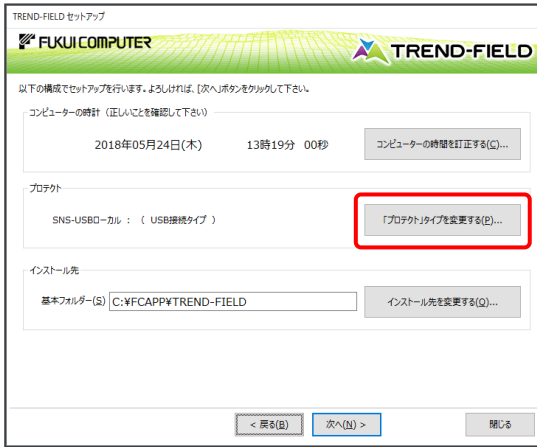 TREND-FIELD セットアップ
FUKUI COMPUTER
TREND-FIELD
以下の構成でセットアップを行います。よろしければ、[次へ]ボタンをクリックして下さい。
コンピューターの時計（正しいことを確認して下さい）
2018年05月24日(木) 13時19分 00秒 コンピューターの時間を訂正する(C)...
プロテクト
SNS-USBローカル ： （ USB接続タイプ ） 「プロテクト」タイプを変更する(P)...
インストール先
基本フォルダー(S) C:¥FCAPP¥TREND-FIELD インストール先を変更する(O)...
< 戻る(B) 次へ(N) > 閉じる